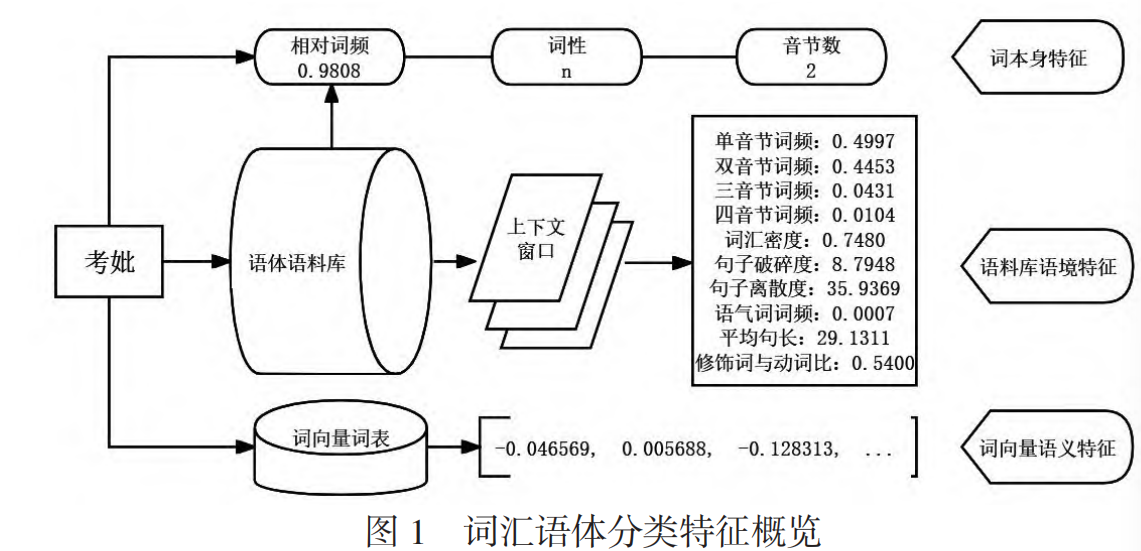 相对词频
0.9808
词性
n
音节数
2
词本身特征
考妣
语体语料库
上下文
窗口
单音节词频：0.4997
双音节词频：0.4453
三音节词频：0.0431
四音节词频：0.0104
词汇密度：0.7480
句子破碎度：8.7948
句子离散度：35.9369
语气词词频：0.0007
平均句长：29.1311
修饰词与动词比：0.5400
语料库语境特征
词向量词表
-0.046569, 0.005688, -0.128313, ...
词向量语义特征
图 1 词汇语体分类特征概览